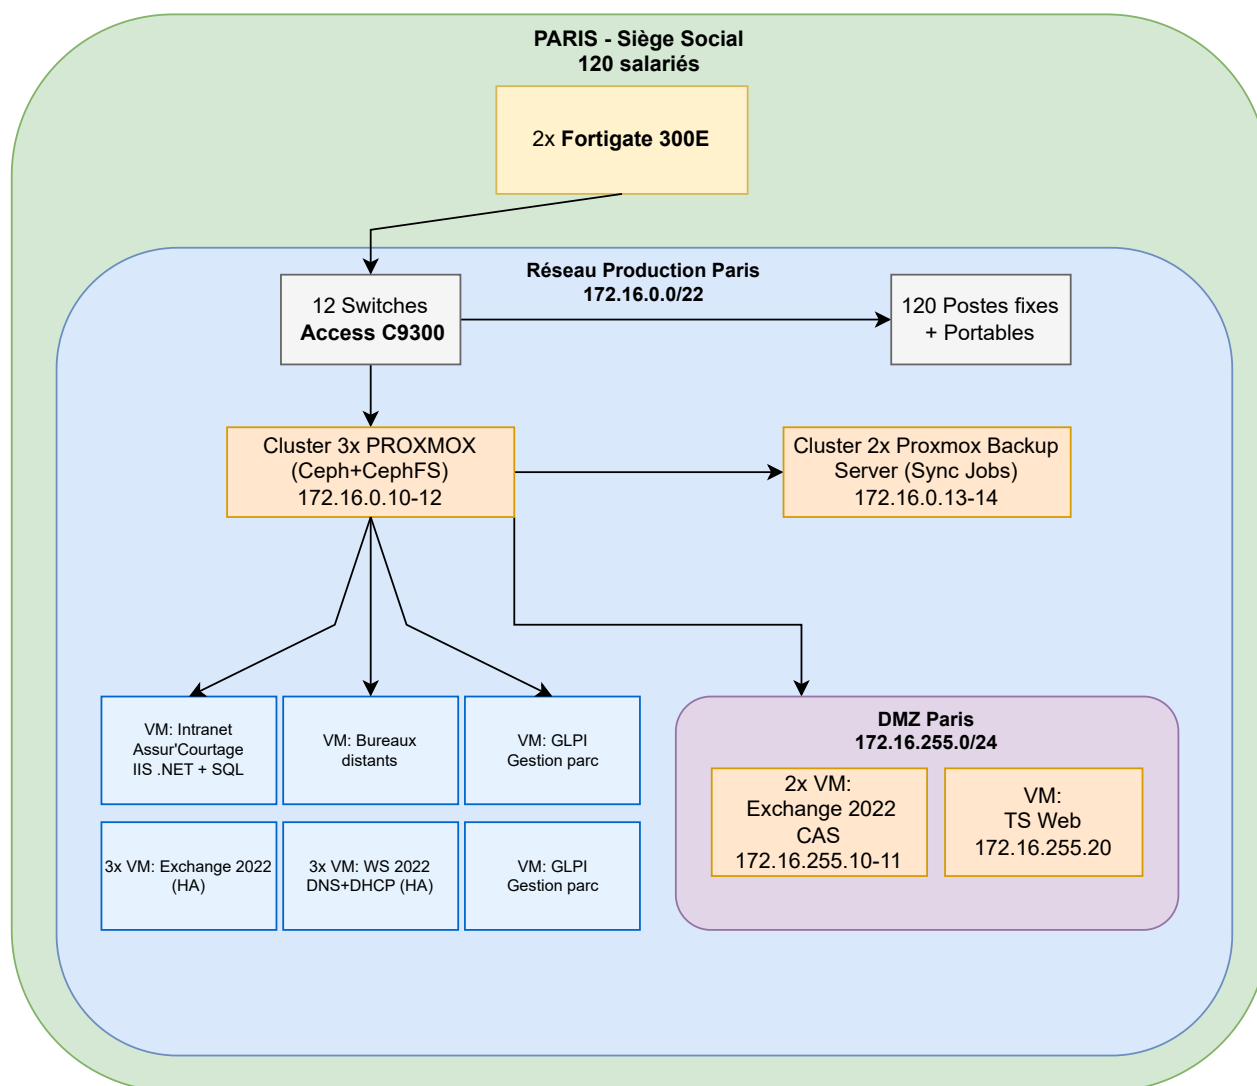 PARIS - Siège Social
120 salariés
2x Fortigate 300E
Réseau Production Paris
172.16.0.0/22
12 Switches
Access C9300
120 Postes fixes
+ Portables
Cluster 3x PROXMOX
(Ceph+CephFS)
172.16.0.10-12
Cluster 2x Proxmox Backup
Server (Sync Jobs)
172.16.0.13-14
VM: Intranet
Assur'Courtage
IIS .NET + SQL
VM: Bureaux
distants
VM: GLPI
Gestion parc
3x VM: Exchange 2022
(HA)
3x VM: WS 2022
DNS+DHCP (HA)
VM: GLPI
Gestion parc
DMZ Paris
172.16.255.0/24
2x VM:
Exchange 2022
CAS
172.16.255.10-11
VM:
TS Web
172.16.255.20